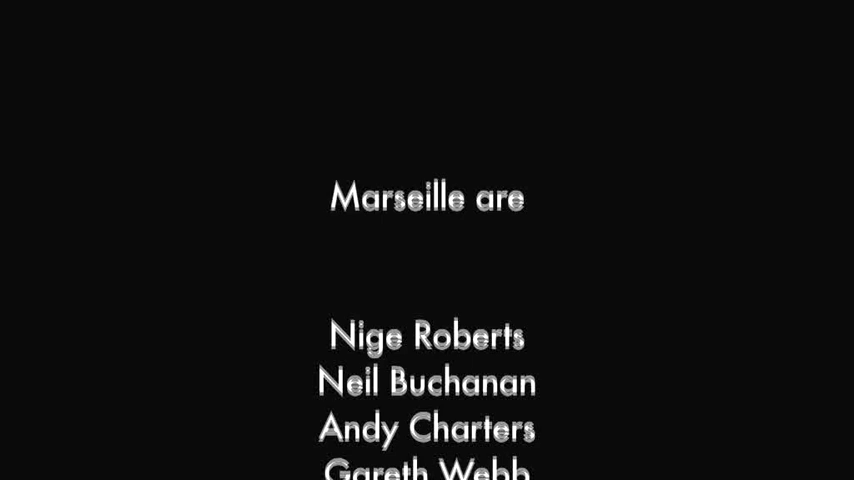 Marseille are
Nige Roberts
Neil Buchanan
Andy Charters
Gareth Webb